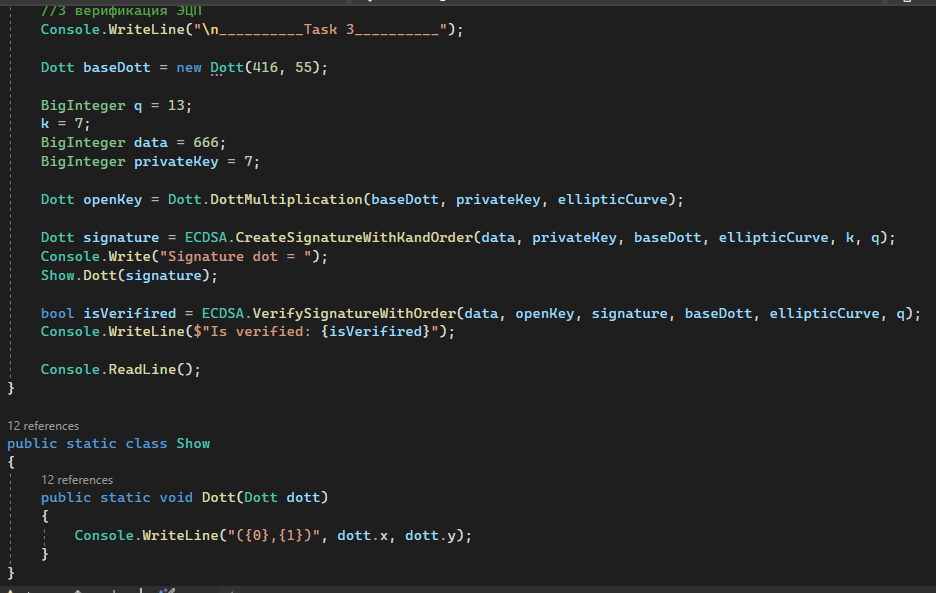 //3 верификация ЭЦП
Console.WriteLine("\n__________Task 3__________");
Dott baseDott = new Dott(416, 55);
BigInteger q = 13;
k = 7;
BigInteger data = 666;
BigInteger privateKey = 7;
Dott openKey = Dott.DottMultiplication(baseDott, privateKey, ellipticCurve);
Dott signature = ECDSA.CreateSignatureWithKandOrder(data, privateKey, baseDott, ellipticCurve, k, q);
Console.Write("Signature dot = ");
Show.Dott(signature);
bool isVerifired = ECDSA.VerifySignatureWithOrder(data, openKey, signature, baseDott, ellipticCurve, q);
Console.WriteLine($"Is verified: {isVerifired}");
Console.ReadLine();
}
12 references
public static class Show
{
12 references
public static void Dott(Dott dott)
{
Console.WriteLine("({0},{1})", dott.x, dott.y);
}
}